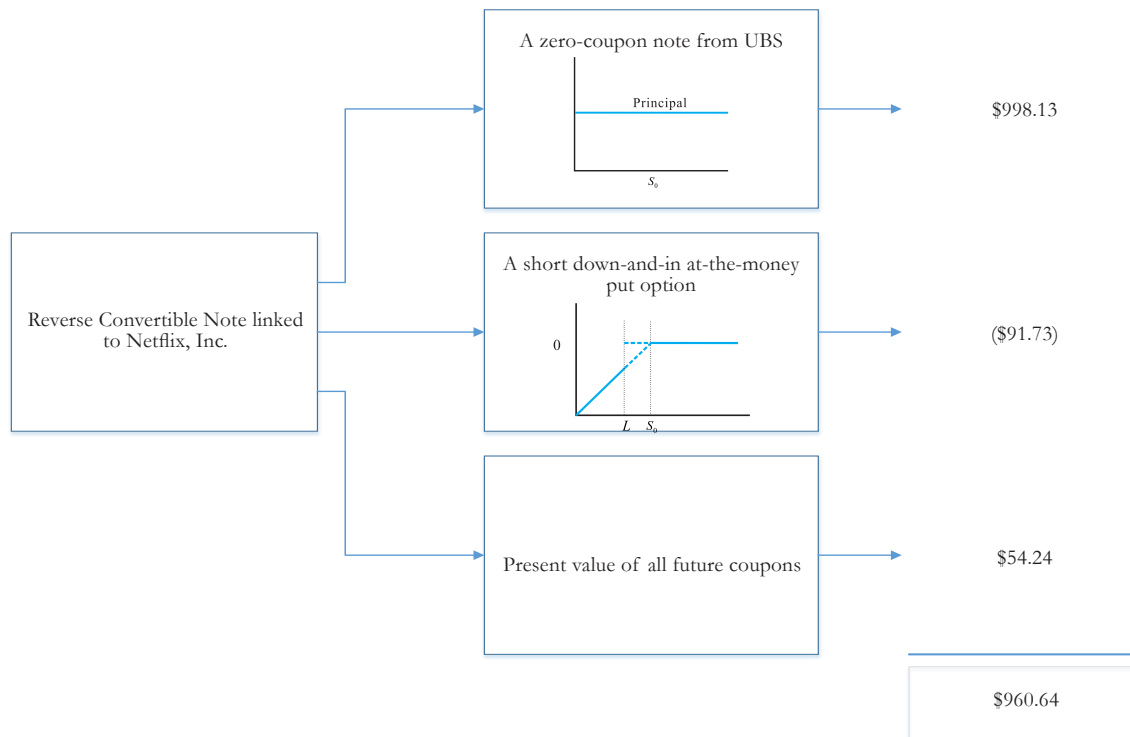 A zero-coupon note from UBS
Principal
S₀
$998.13
Reverse Convertible Note linked
to Netflix, Inc.
A short down-and-in at-the-money
put option
0
L S₀
($91.73)
Present value of all future coupons
$54.24
$960.64